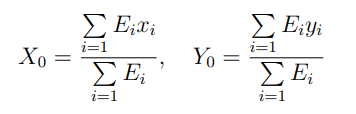 $X_0 = \frac{\sum_{i=1} E_i x_i}{\sum_{i=1} E_i}, \quad Y_0 = \frac{\sum_{i=1} E_i y_i}{\sum_{i=1} E_i}$